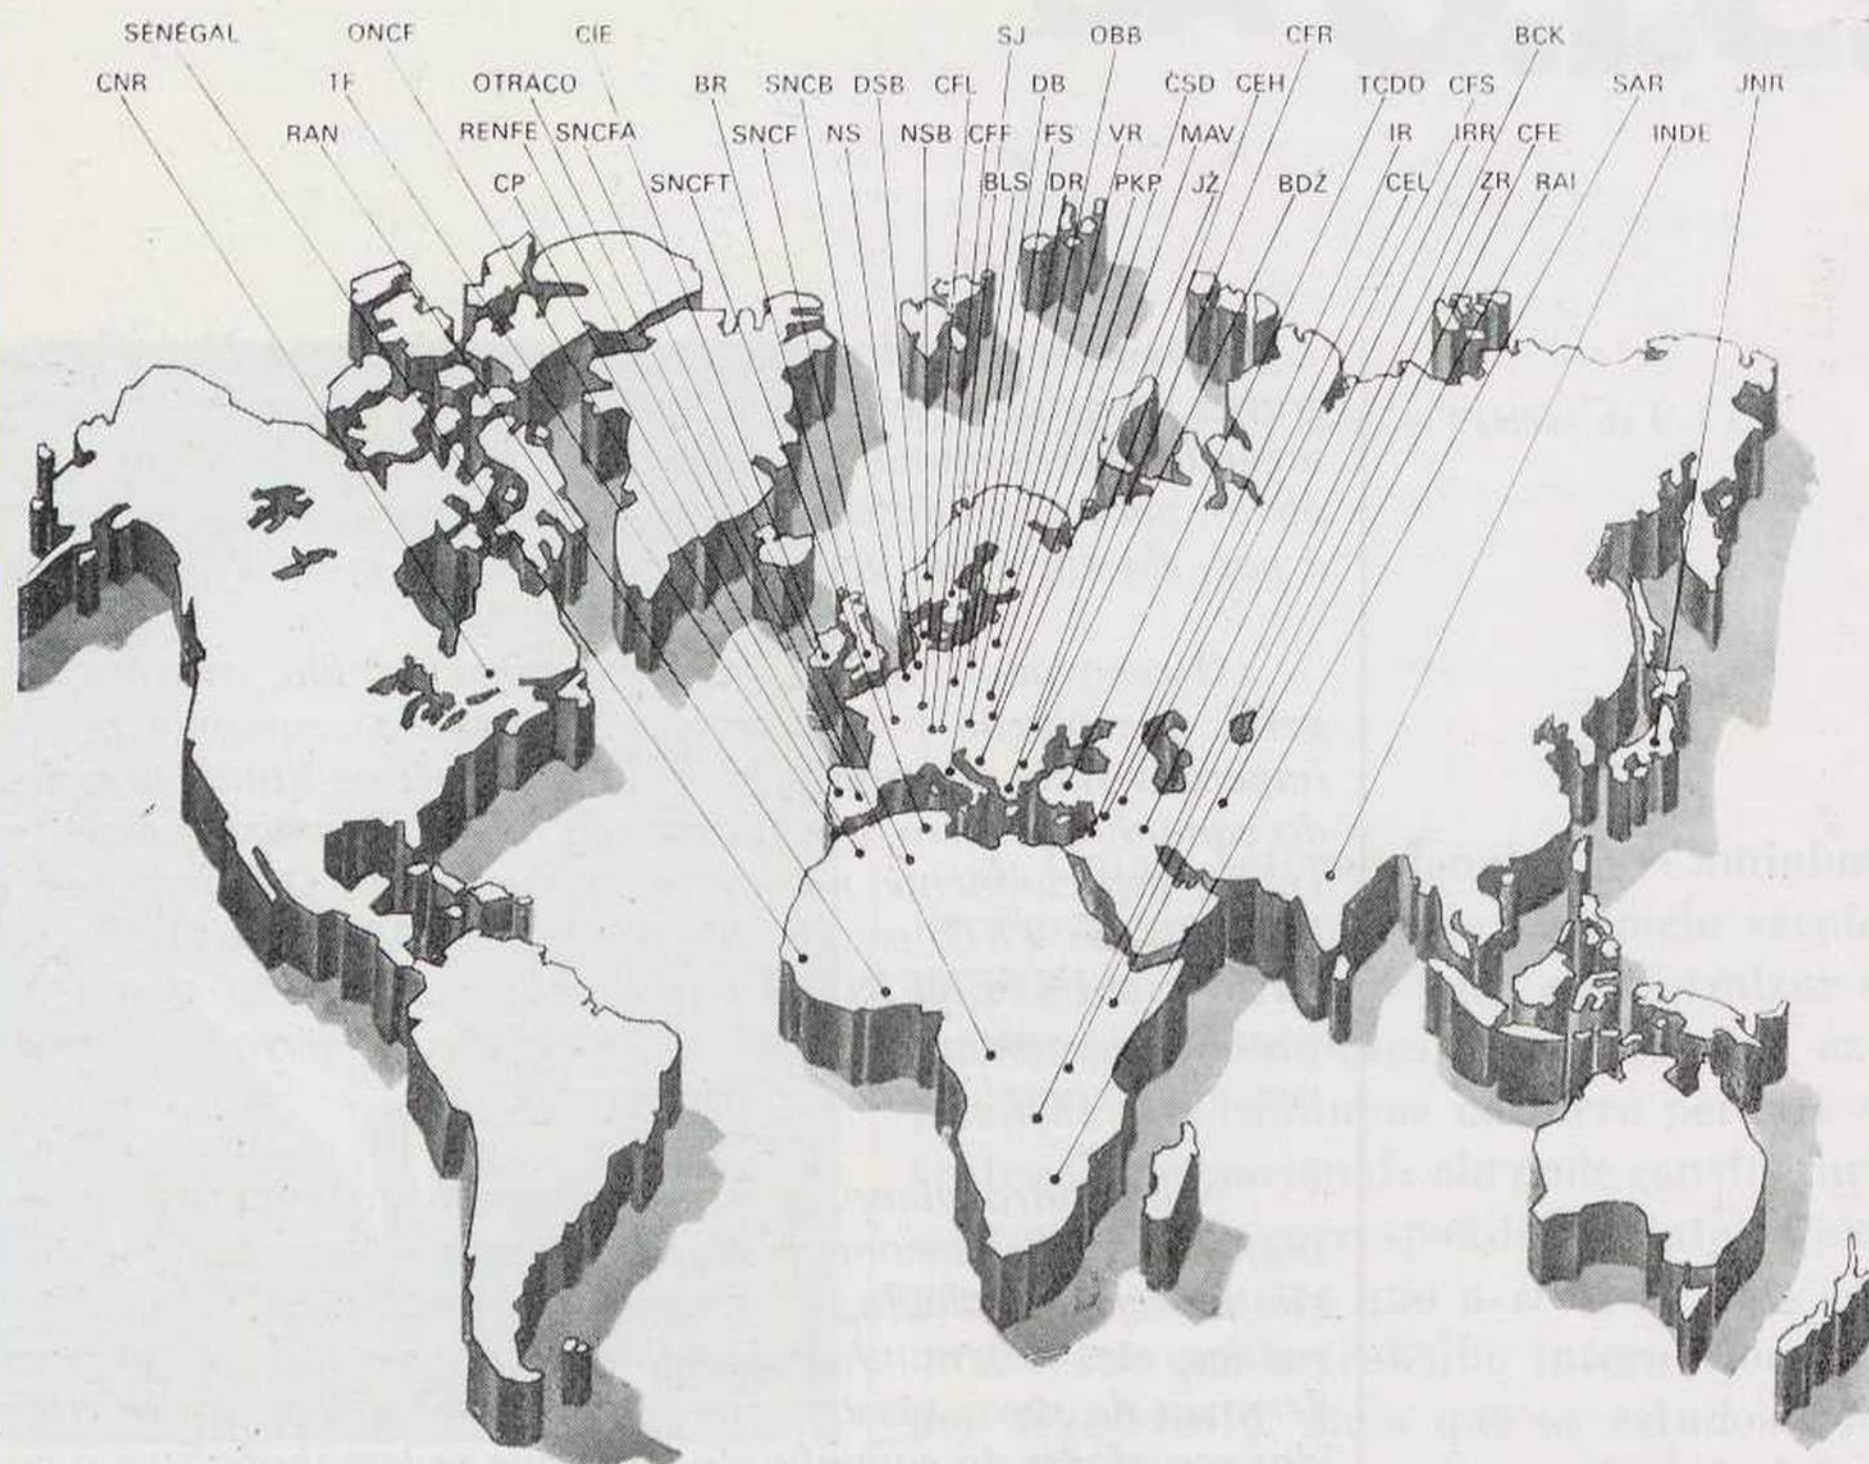 SÉNÉGAL ONCF CIE SJ OBB CFR BCK
CNR TF OTRACO BR SNCB DSB CFL DB ČSD CEH TCDD CFS SAR JNR
RAN RENFE SNCFA SNCF NS NSB CFF FS VR MAV IR IRR CFE INDE
CP SNCFT BLS DR PKP JŽ BDŽ CEL ZR RAI